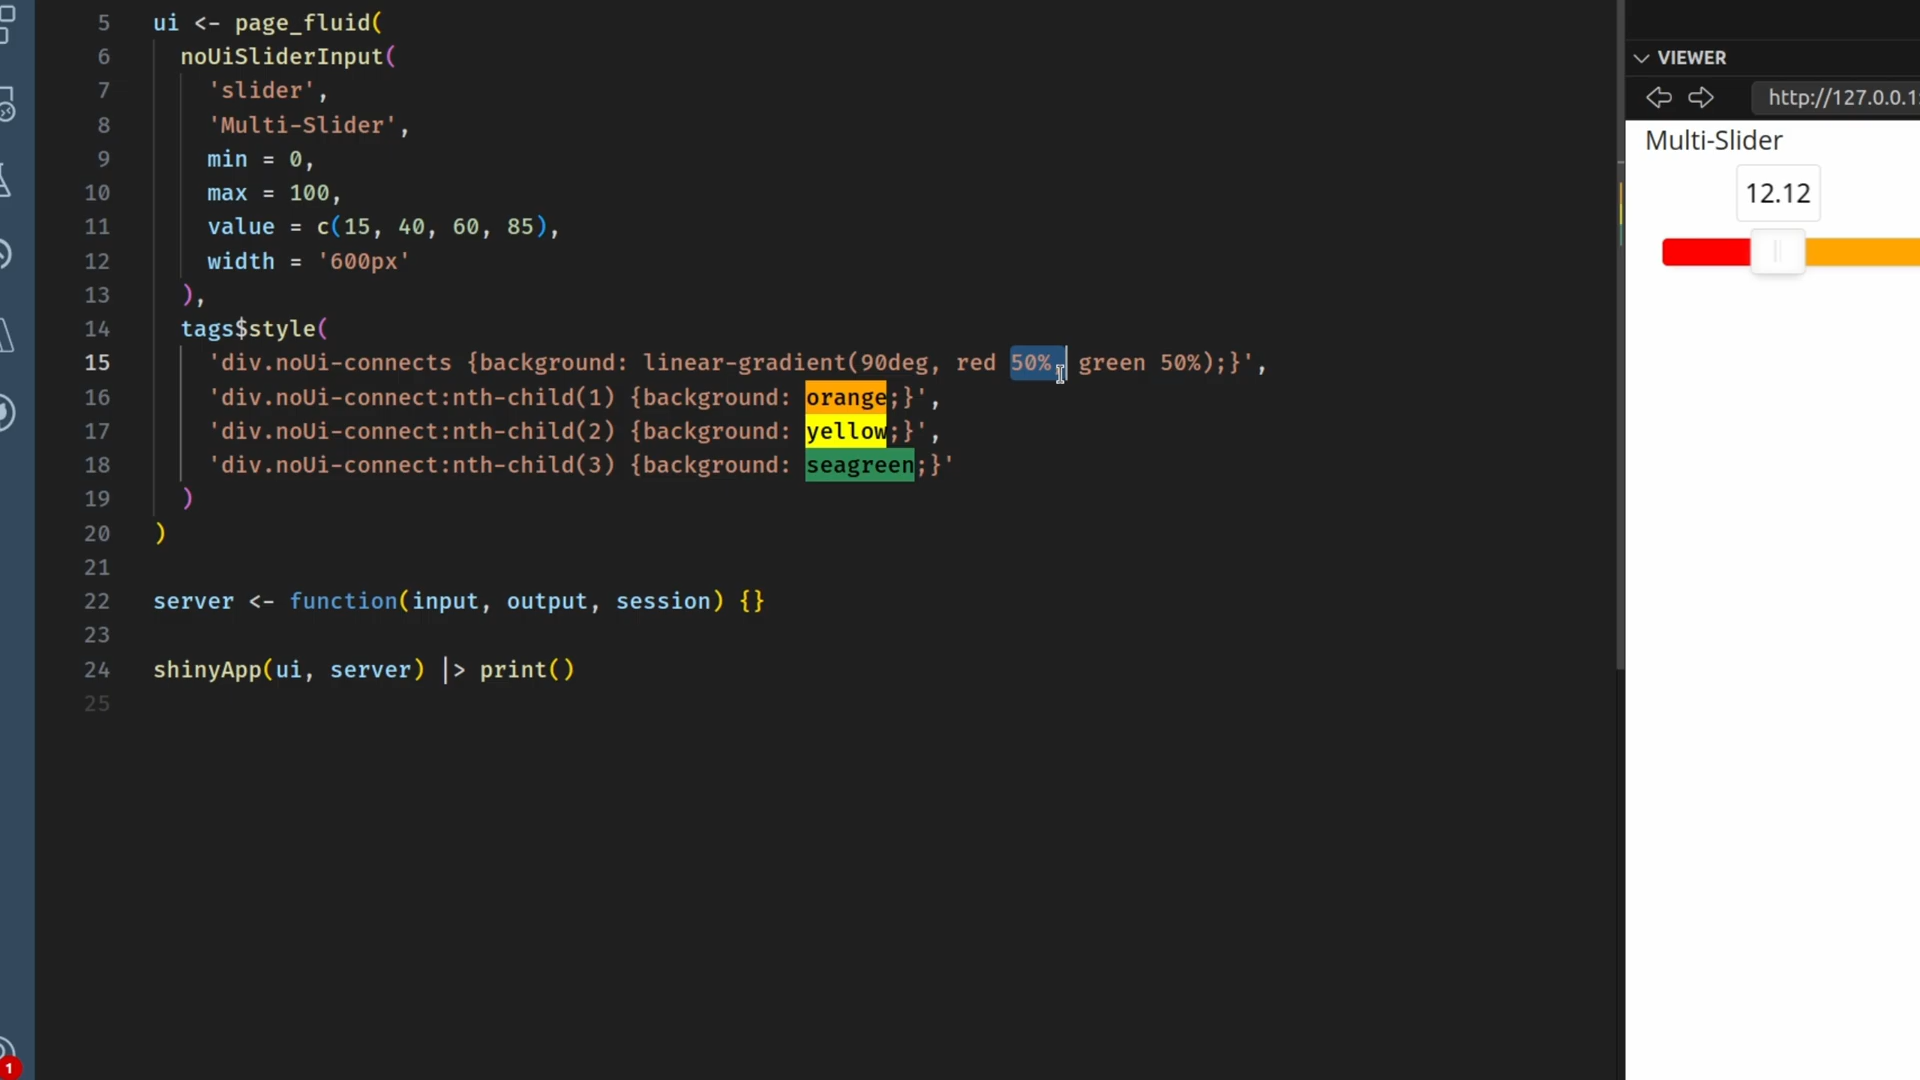 5 ui <- page_fluid(
6 noUiSliderInput(
7 'slider',
8 'Multi-Slider',
9 min = 0,
10 max = 100,
11 value = c(15, 40, 60, 85),
12 width = '600px'
13 ),
14 tags$style(
15 'div.noUi-connects {background: linear-gradient(90deg, red 50%, green 50%);}',
16 'div.noUi-connect:nth-child(1) {background: orange;}',
17 'div.noUi-connect:nth-child(2) {background: yellow;}',
18 'div.noUi-connect:nth-child(3) {background: seagreen;}'
19 )
20 )
21
22 server <- function(input, output, session) {}
23
24 shinyApp(ui, server) |> print()
25
1
VIEWER
http://127.0.0.1
Multi-Slider
12.12